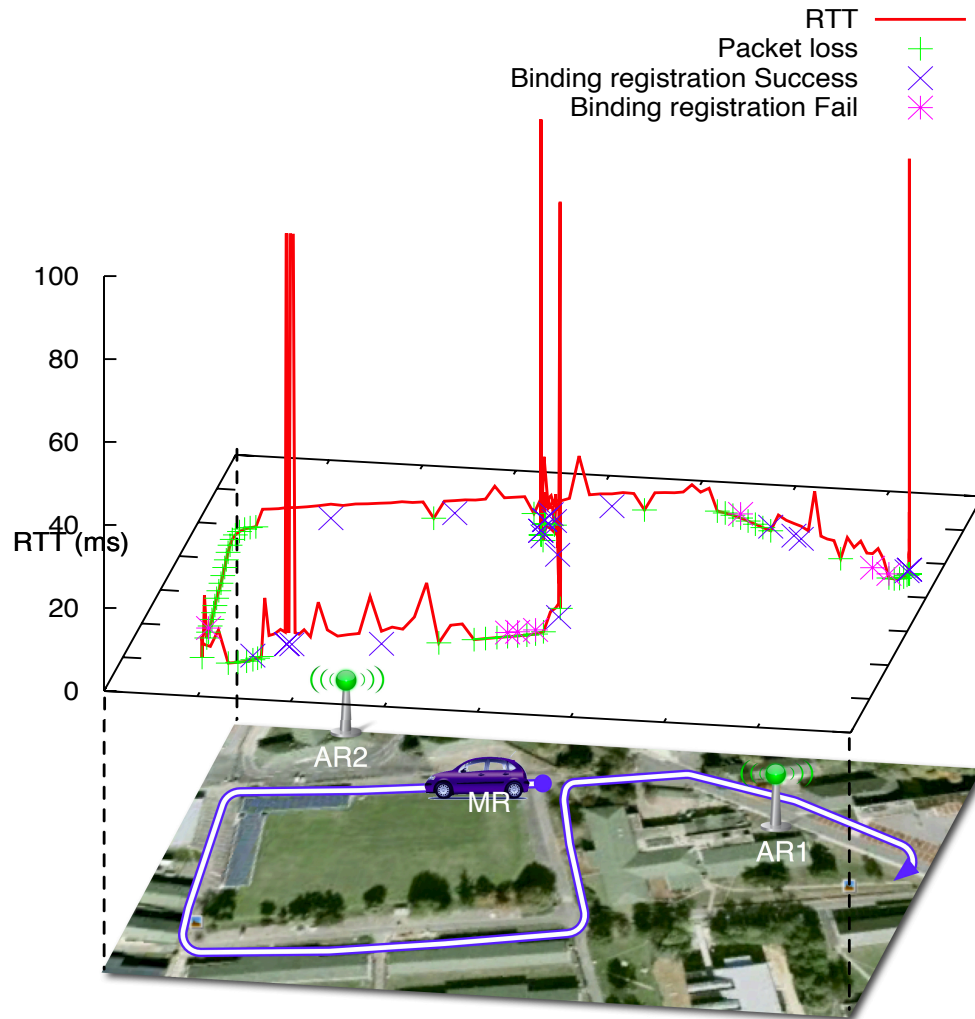 RTT
Packet loss
Binding registration Success
Binding registration Fail
100
80
60
40
RTT (ms)
20
0
AR2
MR
AR1